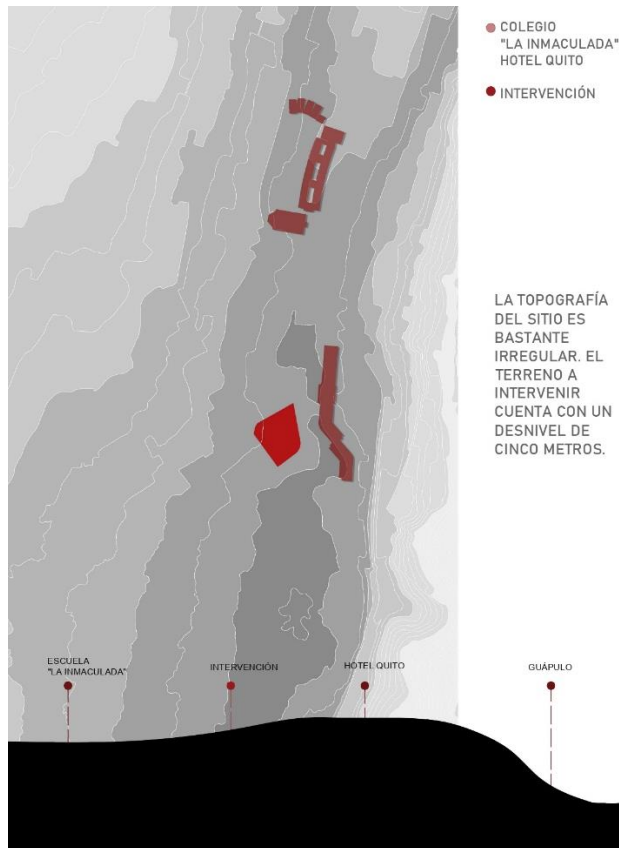 COLEGIO
"LA INMACULADA"
HOTEL QUITO
INTERVENCIÓN
LA TOPOGRAFÍA
DEL SITIO ES
BASTANTE
IRREGULAR. EL
TERRENO A
INTERVENIR
CUENTA CON UN
DESNIVEL DE
CINCO METROS.
ESCUELA
"LA INMACULADA"
INTERVENCIÓN
HOTEL QUITO
GUÁPULO